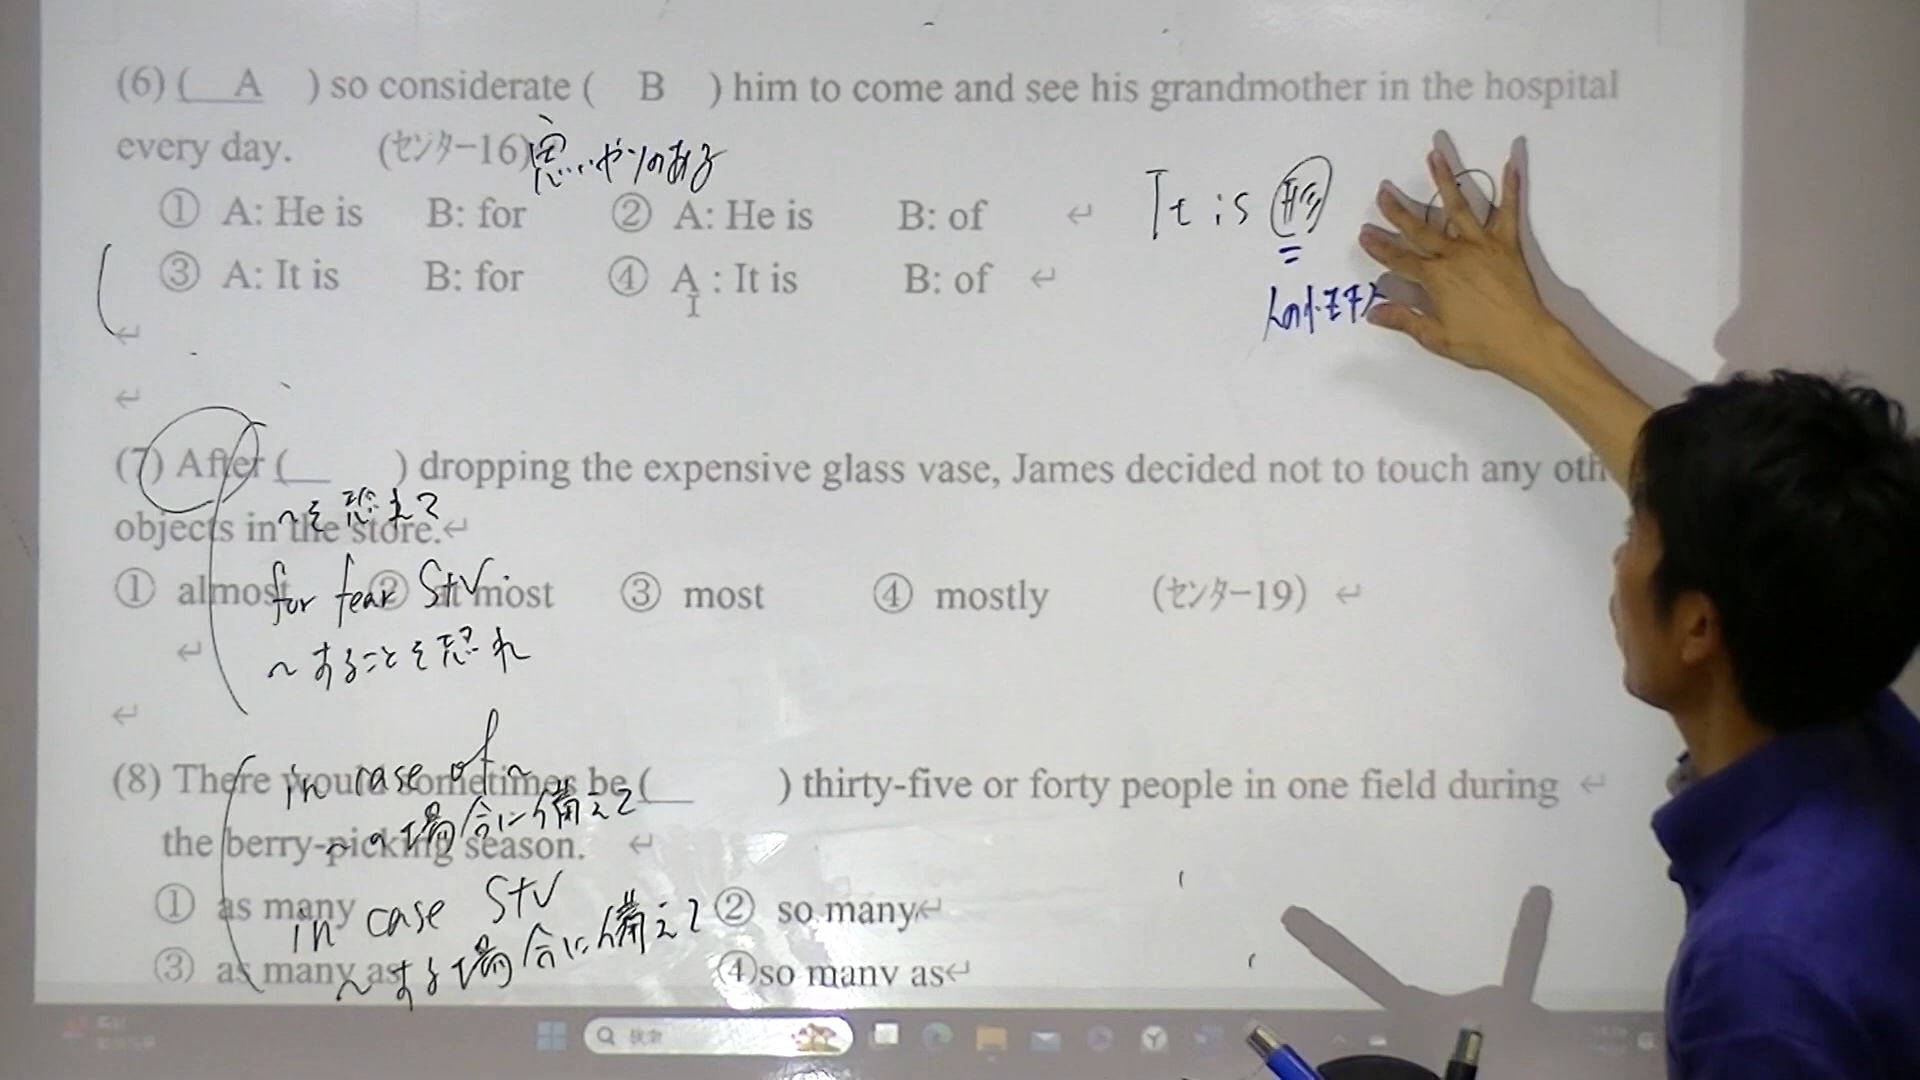 (6) ( A ) so considerate ( B ) him to come and see his grandmother in the hospital
every day. (センター16)
思いやりのある
① A: He is B: for ② A: He is B: of
③ A: It is B: for ④ A : It is B: of
It is 形
人の
(7) After ( ) dropping the expensive glass vase, James decided not to touch any oth
~を恐れて
objects in the store.
① almost ② at most ③ most ④ mostly (センター19)
for fear S+V
~することを恐れ
(8) There would sometimes be ( ) thirty-five or forty people in one field during
in case of ~
~の場合に備えて
the berry-picking season.
① as many ② so many
in case S+V
~する場合に備えて
③ as many as ④so many as
検索